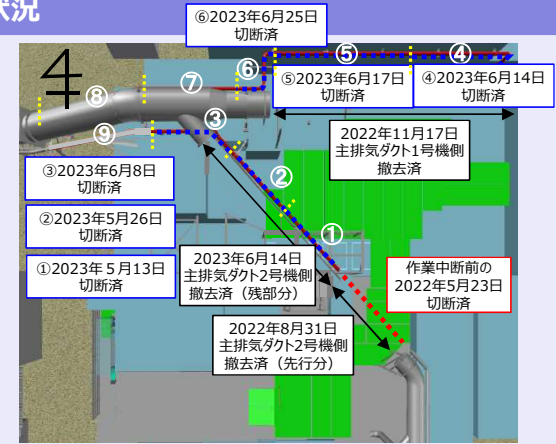 状況
⑥2023年6月25日
切断済
⑥
⑤
④
⑦
⑧
⑤2023年6月17日
切断済
④2023年6月14日
切断済
⑨
③
2022年11月17日
主排気ダクト1号機側
撤去済
③2023年6月8日
切断済
②
②2023年5月26日
切断済
①
①2023年5月13日
切断済
2023年6月14日
主排気ダクト2号機側
撤去済（残部分）
作業中断前の
2022年5月23日
切断済
2022年8月31日
主排気ダクト2号機側
撤去済（先行分）